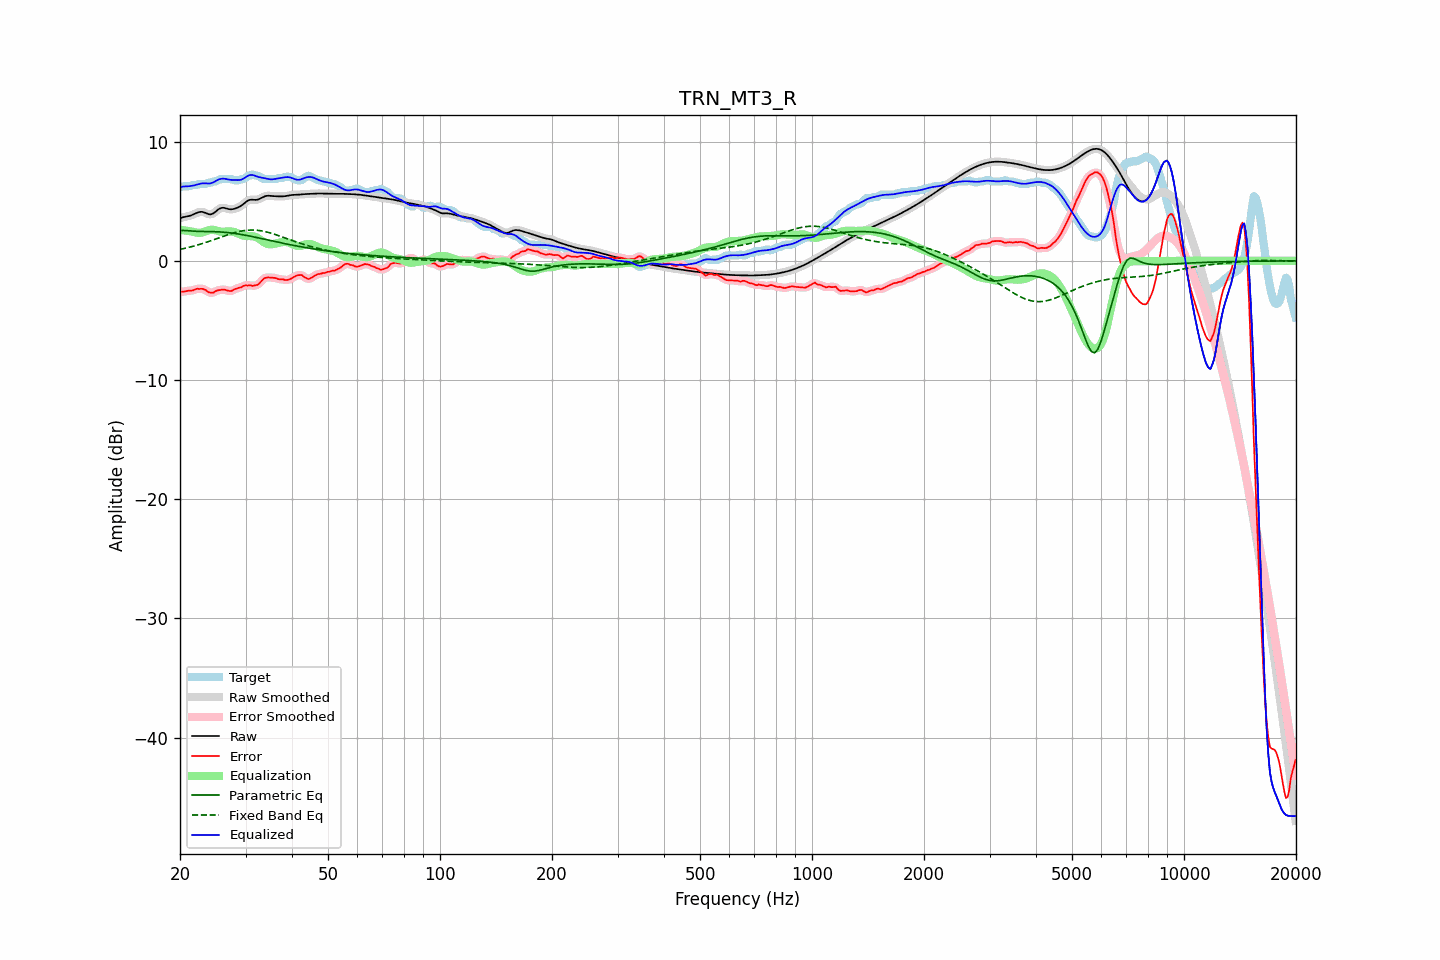 TRN_MT3_R
Amplitude (dBr)
10
0
−10
−20
−30
−40
Target
Raw Smoothed
Error Smoothed
Raw
Error
Equalization
Parametric Eq
Fixed Band Eq
Equalized
20 50 100 200 500 1000 2000 5000 10000 20000
Frequency (Hz)